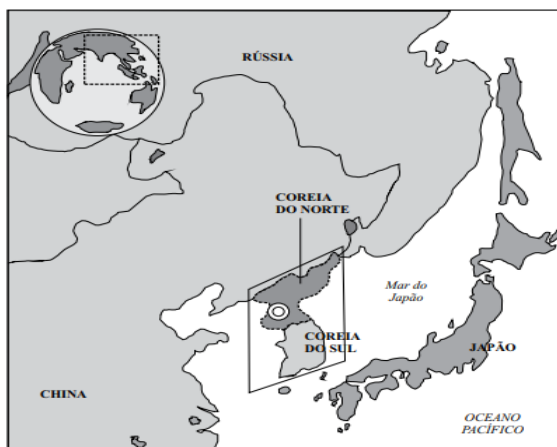 RÚSSIA
COREIA
DO NORTE
Mar do
Japão
COREIA
DO SUL
JAPÃO
CHINA
OCEANO
PACÍFICO